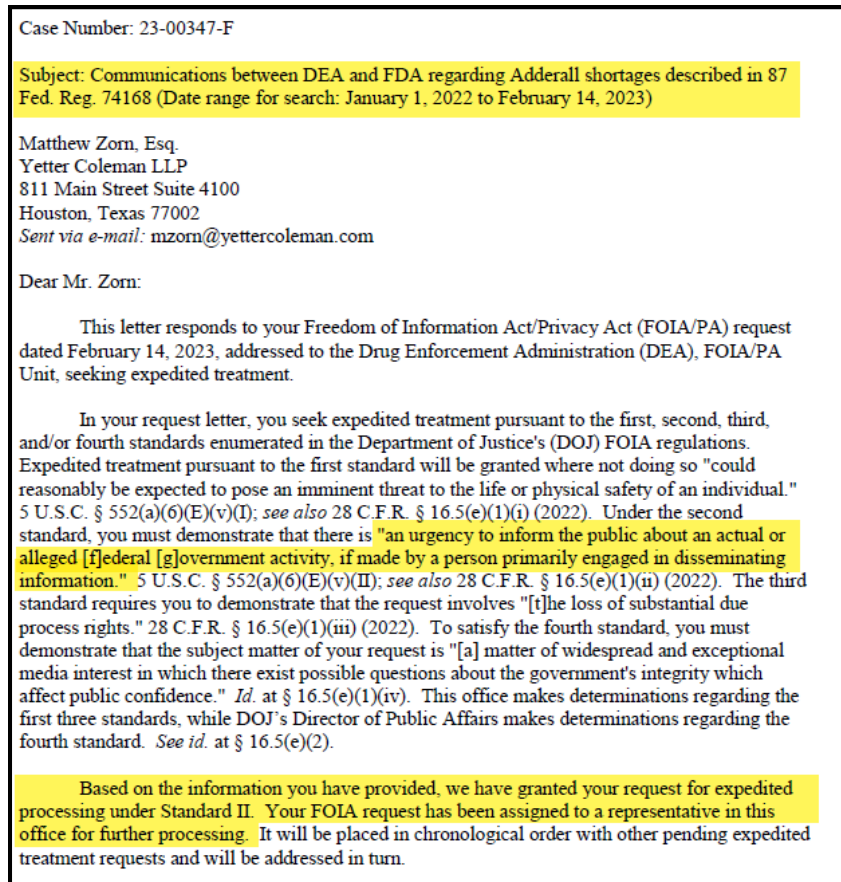 Case Number: 23-00347-F
Subject: Communications between DEA and FDA regarding Adderall shortages described in 87
Fed. Reg. 74168 (Date range for search: January 1, 2022 to February 14, 2023)
Matthew Zorn, Esq.
Yetter Coleman LLP
811 Main Street Suite 4100
Houston, Texas 77002
Sent via e-mail: mzorn@yettercoleman.com
Dear Mr. Zorn:
This letter responds to your Freedom of Information Act/Privacy Act (FOIA/PA) request
dated February 14, 2023, addressed to the Drug Enforcement Administration (DEA), FOIA/PA
Unit, seeking expedited treatment.
In your request letter, you seek expedited treatment pursuant to the first, second, third,
and/or fourth standards enumerated in the Department of Justice's (DOJ) FOIA regulations.
Expedited treatment pursuant to the first standard will be granted where not doing so "could
reasonably be expected to pose an imminent threat to the life or physical safety of an individual."
5 U.S.C. § 552(a)(6)(E)(v)(I); see also 28 C.F.R. § 16.5(e)(1)(i) (2022). Under the second
standard, you must demonstrate that there is "an urgency to inform the public about an actual or
alleged [f]ederal [g]overnment activity, if made by a person primarily engaged in disseminating
information." 5 U.S.C. § 552(a)(6)(E)(v)(II); see also 28 C.F.R. § 16.5(e)(1)(ii) (2022). The third
standard requires you to demonstrate that the request involves "[t]he loss of substantial due
process rights." 28 C.F.R. § 16.5(e)(1)(iii) (2022). To satisfy the fourth standard, you must
demonstrate that the subject matter of your request is "[a] matter of widespread and exceptional
media interest in which there exist possible questions about the government's integrity which
affect public confidence." Id. at § 16.5(e)(1)(iv). This office makes determinations regarding the
first three standards, while DOJ's Director of Public Affairs makes determinations regarding the
fourth standard. See id. at § 16.5(e)(2).
Based on the information you have provided, we have granted your request for expedited
processing under Standard II. Your FOIA request has been assigned to a representative in this
office for further processing. It will be placed in chronological order with other pending expedited
treatment requests and will be addressed in turn.